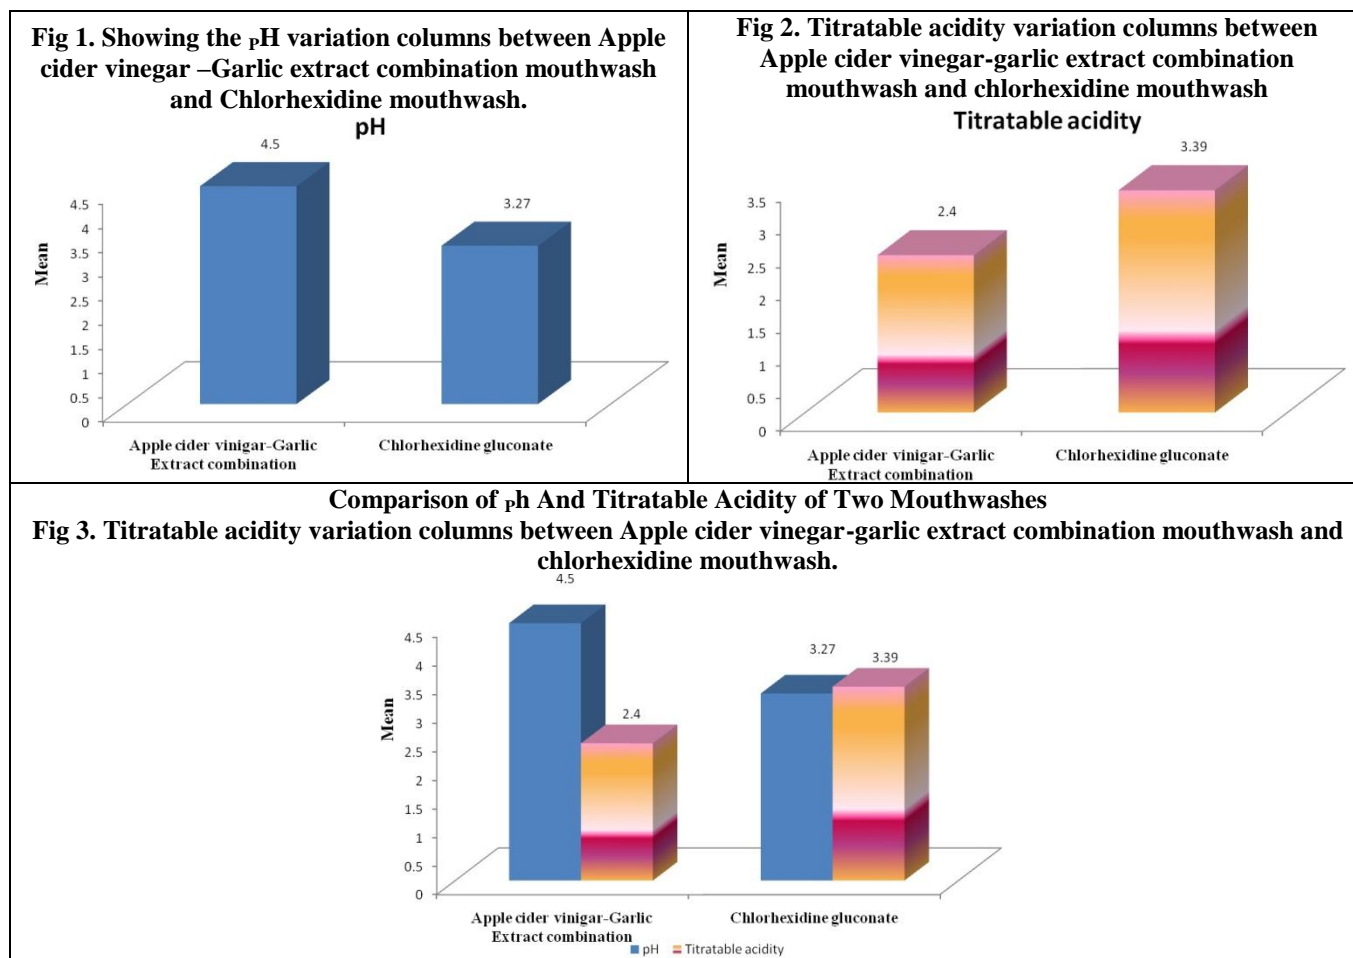 Fig 1. Showing the pH variation columns between Apple
cider vinegar –Garlic extract combination mouthwash
and Chlorhexidine mouthwash.
pH
4.5
3.27
4.5
4
3.5
3
2.5
2
1.5
1
0.5
0
Mean
Apple cider vinigar-Garlic
Extract combination
Chlorhexidine gluconate
Fig 2. Titratable acidity variation columns between
Apple cider vinegar-garlic extract combination
mouthwash and chlorhexidine mouthwash
Titratable acidity
3.39
2.4
3.5
3
2.5
2
1.5
1
0.5
0
Mean
Apple cider vinigar-Garlic
Extract combination
Chlorhexidine gluconate
Comparison of Ph And Titratable Acidity of Two Mouthwashes
Fig 3. Titratable acidity variation columns between Apple cider vinegar-garlic extract combination mouthwash and
chlorhexidine mouthwash.
4.5
2.4
3.27
3.39
4.5
4
3.5
3
2.5
2
1.5
1
0.5
0
Mean
Apple cider vinigar-Garlic
Extract combination
Chlorhexidine gluconate
pH
Titratable acidity